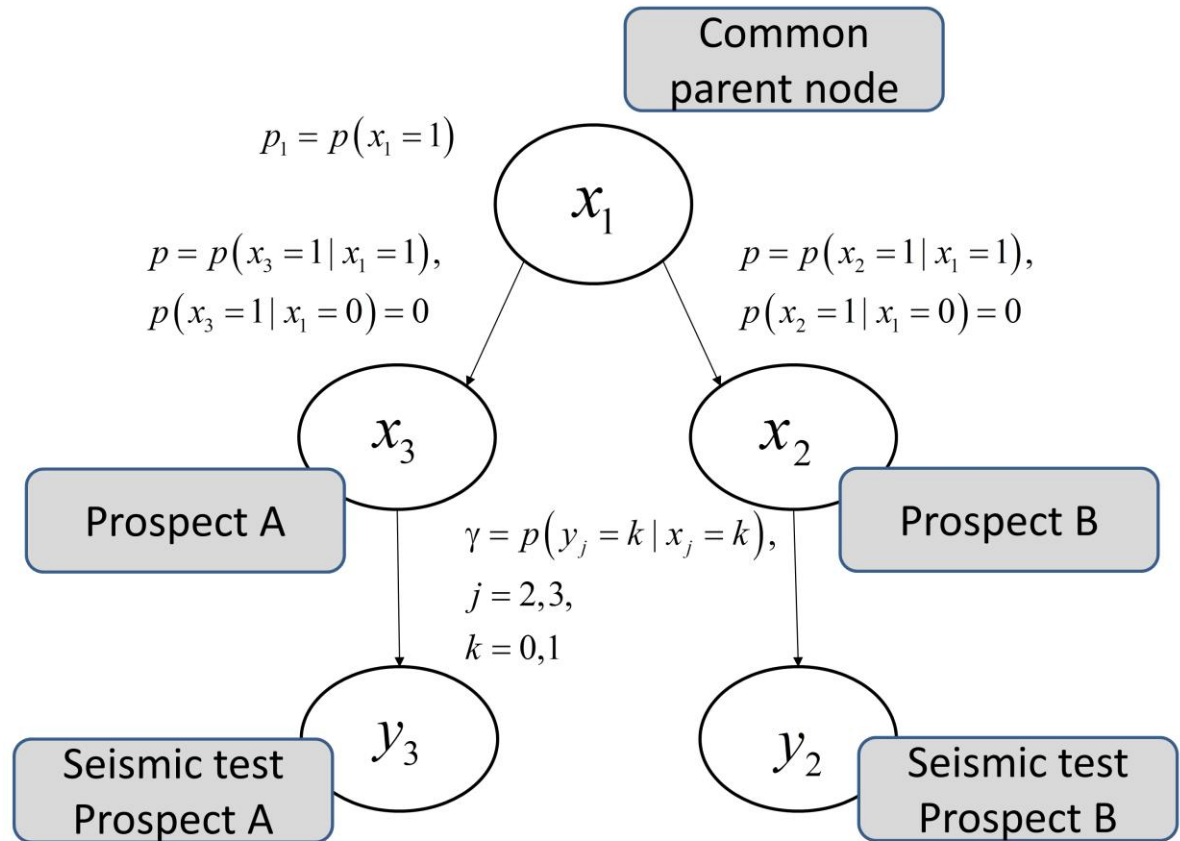 Common
parent node
p₁ = p(x₁ = 1)
x₁
p = p(x₃ = 1 | x₁ = 1),
p(x₃ = 1 | x₁ = 0) = 0
p = p(x₂ = 1 | x₁ = 1),
p(x₂ = 1 | x₁ = 0) = 0
x₃
x₂
Prospect A
Prospect B
γ = p(yⱼ = k | xⱼ = k),
j = 2,3,
k = 0,1
y₃
y₂
Seismic test
Prospect A
Seismic test
Prospect B